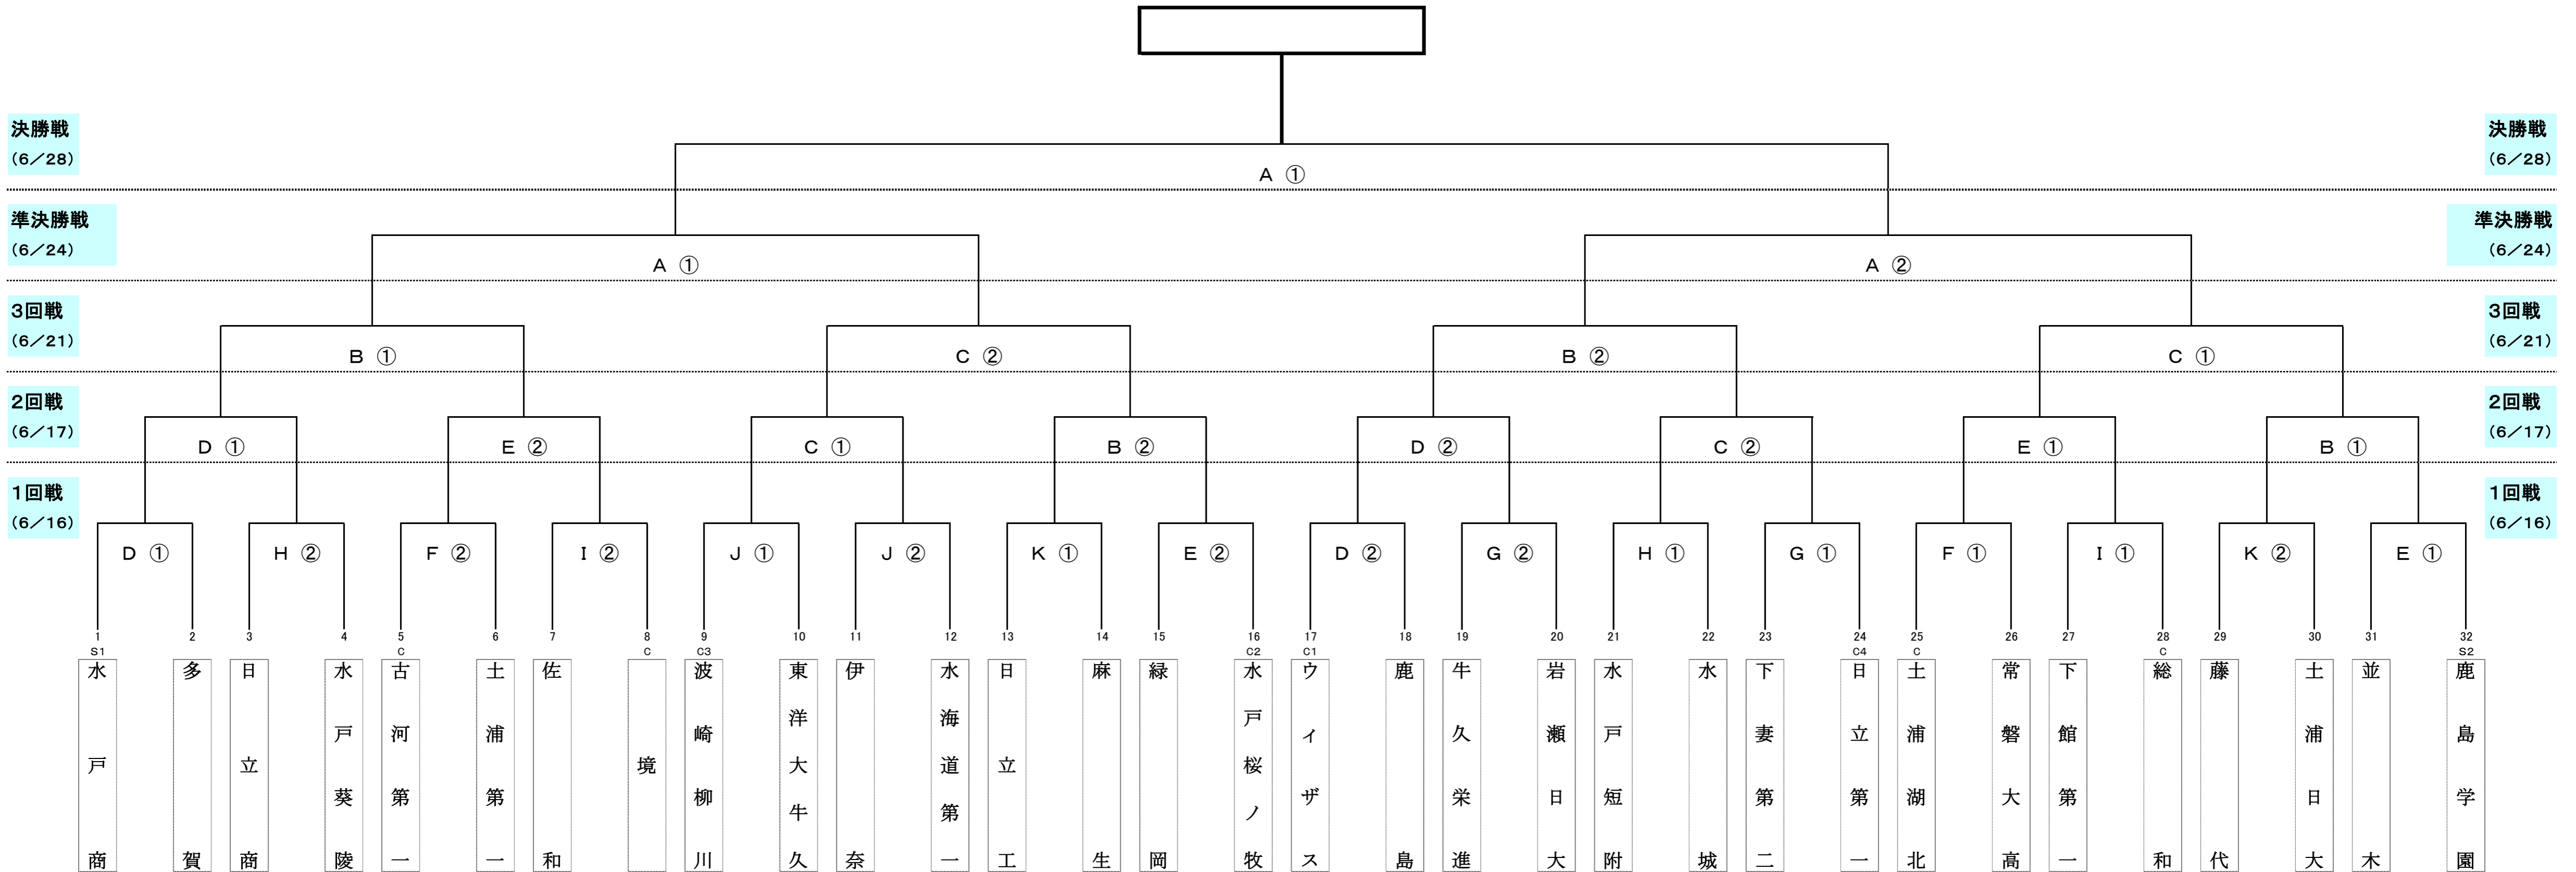 決勝戦
(6／28)
決勝戦
(6／28)
A ①
準決勝戦
(6／24)
準決勝戦
(6／24)
A ①
A ②
3回戦
(6／21)
3回戦
(6／21)
B ①
C ②
B ②
C ①
2回戦
(6／17)
2回戦
(6／17)
D ①
E ②
C ①
B ②
D ②
C ②
E ①
B ①
1回戦
(6／16)
1回戦
(6／16)
D ①
H ②
F ②
I ②
J ①
J ②
K ①
E ②
D ②
G ②
H ①
G ①
F ①
I ①
K ②
E ①
1 2 3 4 5 6 7 8 9 10 11 12 13 14 15 16 17 18 19 20 21 22 23 24 25 26 27 28 29 30 31 32
S1 C C C3 C2 C1 C4 C C S2
水戸商
多賀
日立商
水戸葵陵
古河第一
土浦第一
佐和
境
波崎柳川
東洋大牛久
伊奈
水海道第一
日立工
麻生
緑岡
水戸桜ノ牧
ウィザス
鹿島
牛久栄進
岩瀬日大
水戸短附
水城
下妻第二
日立第一
土浦湖北
常磐大高
下館第一
総和
藤代
土浦日大
並木
鹿島学園